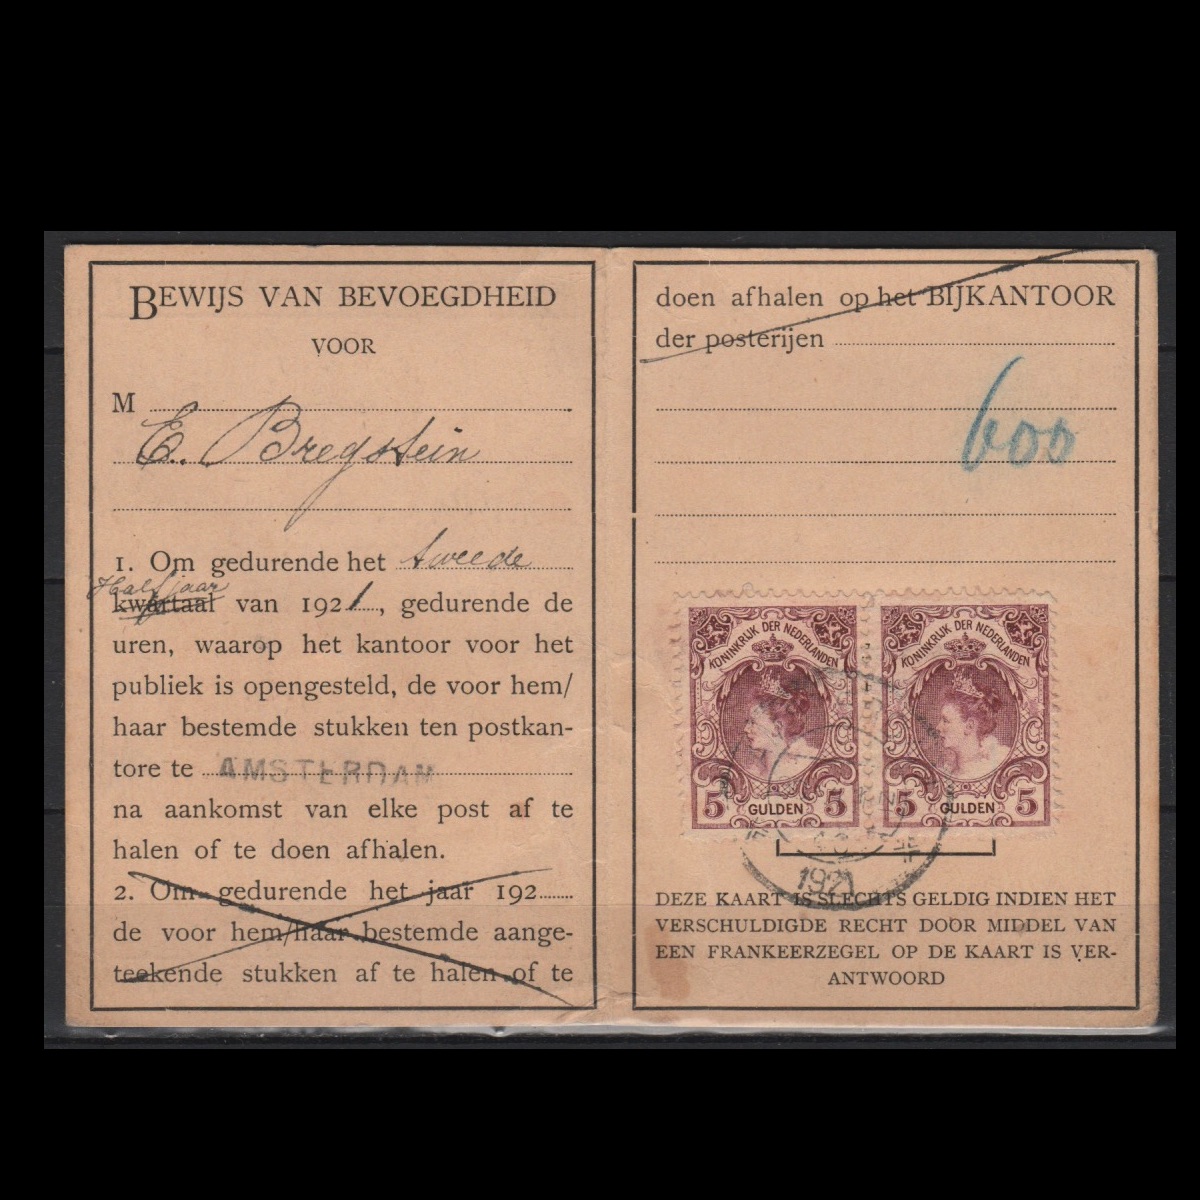 BEWIJS VAN BEVOEGDHEID
VOOR
M
E. Bregstein
1. Om gedurende het tweede
Halfjaar
kwartaal van 1921, gedurende de
uren, waarop het kantoor voor het
publiek is opengesteld, de voor hem/
haar bestemde stukken ten postkan-
tore te AMSTERDAM
na aankomst van elke post af te
halen of te doen afhalen.
2. Om gedurende het jaar 192
de voor hem/haar bestemde aange-
teekende stukken af te halen of te
doen afhalen op het BIJKANTOOR
der posterijen
600
KONINKRIJK DER NEDERLANDEN
5 GULDEN 5
KONINKRIJK DER NEDERLANDEN
5 GULDEN 5
1921
DEZE KAART IS SLECHTS GELDIG INDIEN HET
VERSCHULDIGDE RECHT DOOR MIDDEL VAN
EEN FRANKEERZEGEL OP DE KAART IS VER-
ANTWOORD